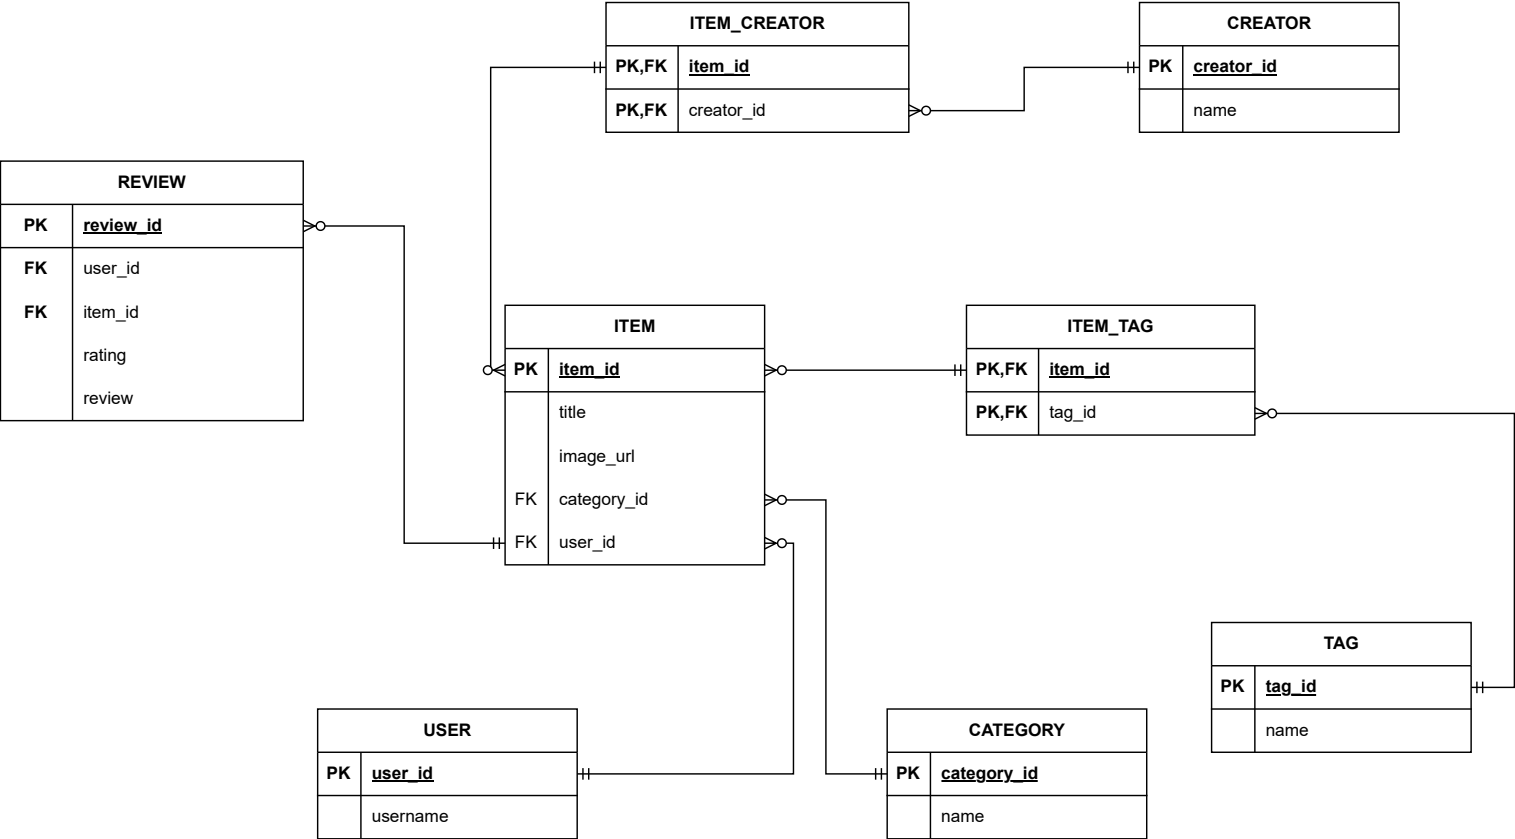 ITEM_CREATOR
PK,FK item_id
PK,FK creator_id
CREATOR
PK creator_id
name
REVIEW
PK review_id
FK user_id
FK item_id
rating
review
ITEM
PK item_id
title
image_url
FK category_id
FK user_id
ITEM_TAG
PK,FK item_id
PK,FK tag_id
TAG
PK tag_id
name
USER
PK user_id
username
CATEGORY
PK category_id
name